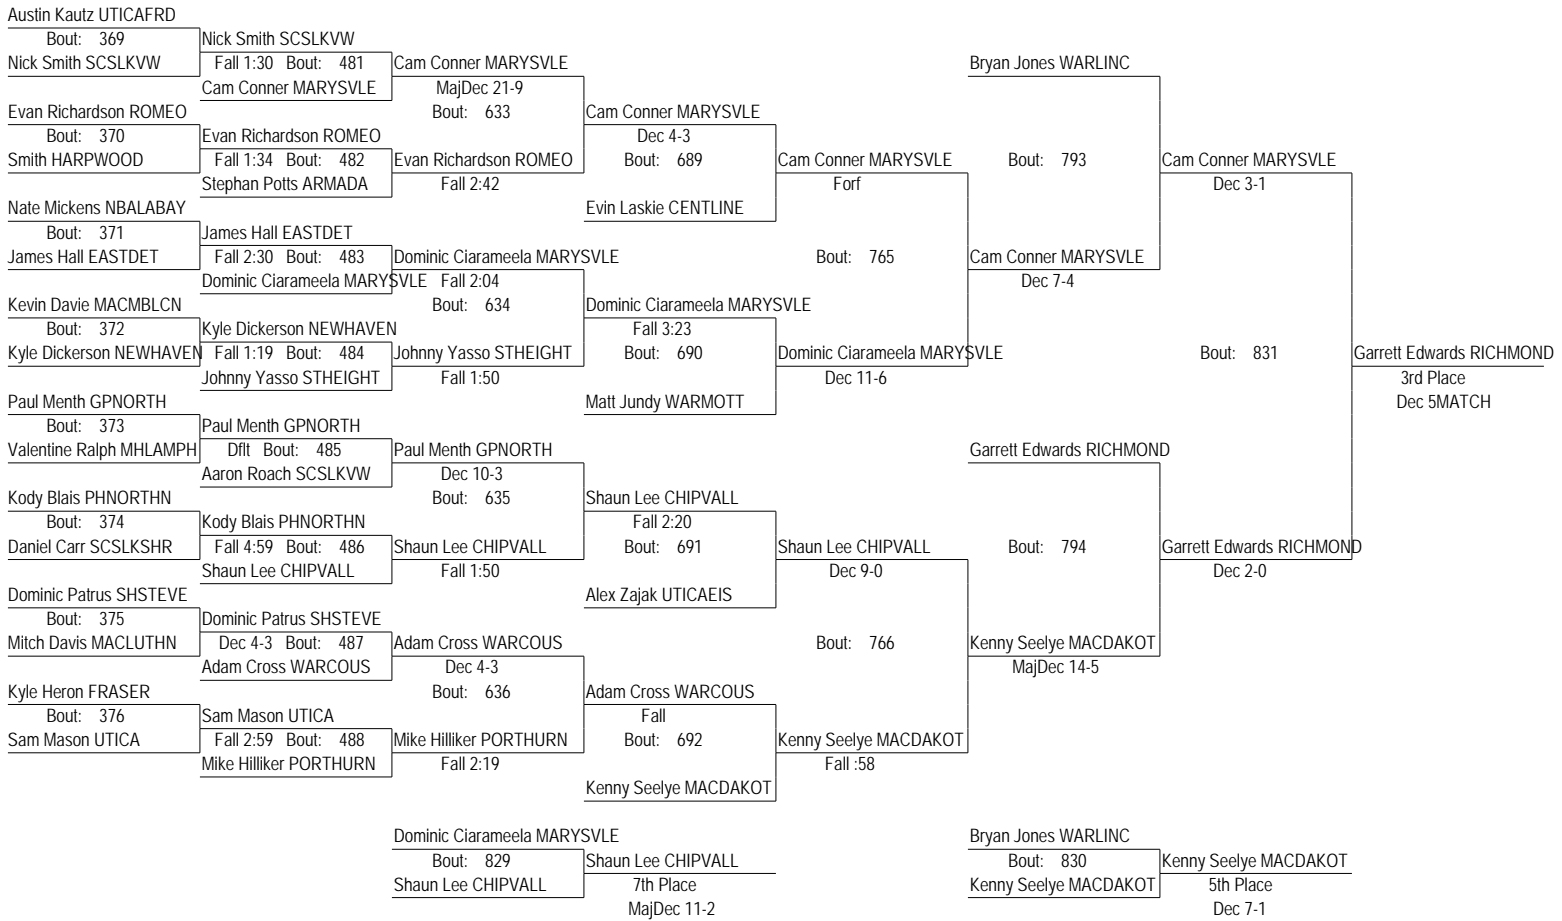 Austin Kautz UTICAFRD
Bout: 369
Nick Smith SCSLKVW
Evan Richardson ROMEO
Bout: 370
Smith HARPWOOD
Nate Mickens NBALABAY
Bout: 371
James Hall EASTDET
Kevin Davie MACMBLCN
Bout: 372
Kyle Dickerson NEWHAVEN
Paul Menth GPNORTH
Bout: 373
Valentine Ralph MHLAMPH
Kody Blais PHNORTHN
Bout: 374
Daniel Carr SCSLKSHR
Dominic Patrus SHSTEVE
Bout: 375
Mitch Davis MACLUTHN
Kyle Heron FRASER
Bout: 376
Sam Mason UTICA
Nick Smith SCSLKVW
Fall 1:30 Bout: 481
Cam Conner MARYSVLE
Evan Richardson ROMEO
Fall 1:34 Bout: 482
Stephan Potts ARMADA
James Hall EASTDET
Fall 2:30 Bout: 483
Dominic Ciarameela MARYSVLE
Kyle Dickerson NEWHAVEN
Fall 1:19 Bout: 484
Johnny Yasso STHEIGHT
Paul Menth GPNORTH
Dflt Bout: 485
Aaron Roach SCSLKVW
Kody Blais PHNORTHN
Fall 4:59 Bout: 486
Shaun Lee CHIPVALL
Dominic Patrus SHSTEVE
Dec 4-3 Bout: 487
Adam Cross WARCOUS
Sam Mason UTICA
Fall 2:59 Bout: 488
Mike Hilliker PORTHURN
Cam Conner MARYSVLE
MajDec 21-9
Bout: 633
Evan Richardson ROMEO
Fall 2:42
Dominic Ciarameela MARYSVLE
Fall 2:04
Bout: 634
Johnny Yasso STHEIGHT
Fall 1:50
Paul Menth GPNORTH
Dec 10-3
Bout: 635
Shaun Lee CHIPVALL
Fall 1:50
Adam Cross WARCOUS
Dec 4-3
Bout: 636
Mike Hilliker PORTHURN
Fall 2:19
Cam Conner MARYSVLE
Dec 4-3
Bout: 689
Evin Laskie CENTLINE
Dominic Ciarameela MARYSVLE
Fall 3:23
Bout: 690
Matt Jundy WARMOTT
Shaun Lee CHIPVALL
Fall 2:20
Bout: 691
Alex Zajak UTICAEIS
Adam Cross WARCOUS
Fall
Bout: 692
Kenny Seelye MACDAKOT
Cam Conner MARYSVLE
Forf
Bout: 765
Dominic Ciarameela MARYSVLE
Dec 11-6
Shaun Lee CHIPVALL
Dec 9-0
Bout: 766
Kenny Seelye MACDAKOT
Fall :58
Bryan Jones WARLINC
Bout: 793
Cam Conner MARYSVLE
Dec 7-4
Garrett Edwards RICHMOND
Bout: 794
Kenny Seelye MACDAKOT
MajDec 14-5
Cam Conner MARYSVLE
Dec 3-1
Bout: 831
Garrett Edwards RICHMOND
Dec 2-0
Garrett Edwards RICHMOND
3rd Place
Dec 5MATCH
Dominic Ciarameela MARYSVLE
Bout: 829
Shaun Lee CHIPVALL
Shaun Lee CHIPVALL
7th Place
MajDec 11-2
Bryan Jones WARLINC
Bout: 830
Kenny Seelye MACDAKOT
Kenny Seelye MACDAKOT
5th Place
Dec 7-1